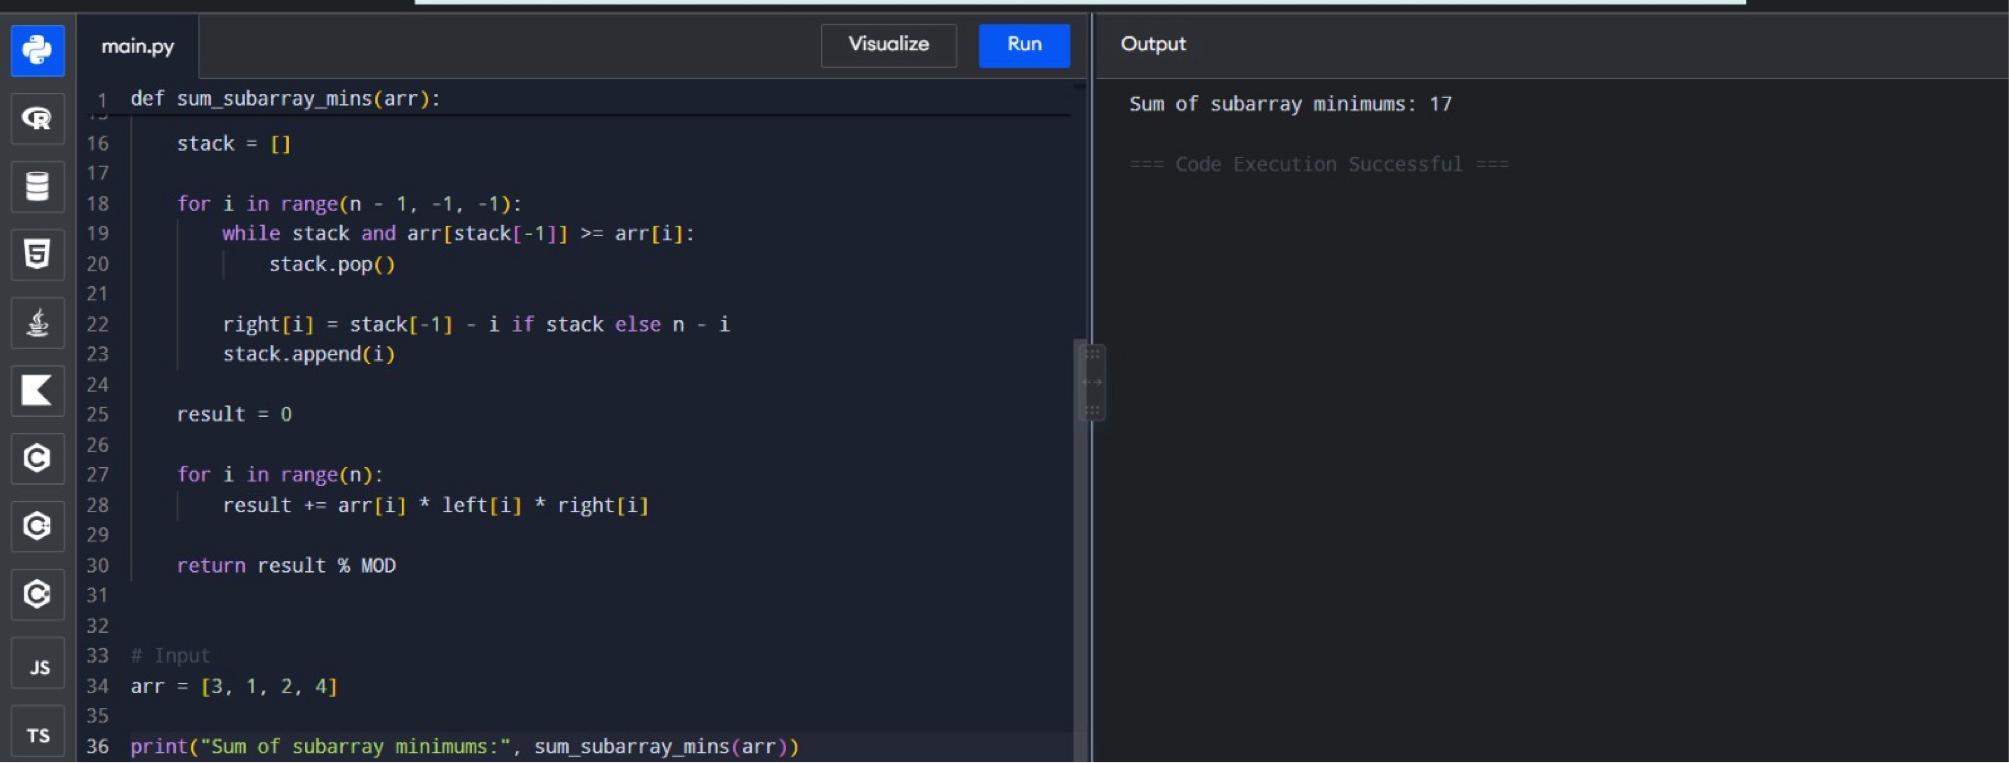 main.py
Visualize
Run
Output
1 def sum_subarray_mins(arr):
16 stack = []
17
18 for i in range(n - 1, -1, -1):
19 while stack and arr[stack[-1]] >= arr[i]:
20 stack.pop()
21
22 right[i] = stack[-1] - i if stack else n - i
23 stack.append(i)
24
25 result = 0
26
27 for i in range(n):
28 result += arr[i] * left[i] * right[i]
29
30 return result % MOD
31
32
33 # Input
34 arr = [3, 1, 2, 4]
35
36 print("Sum of subarray minimums:", sum_subarray_mins(arr))
Sum of subarray minimums: 17
=== Code Execution Successful ===
R
5
C
C
C
JS
TS